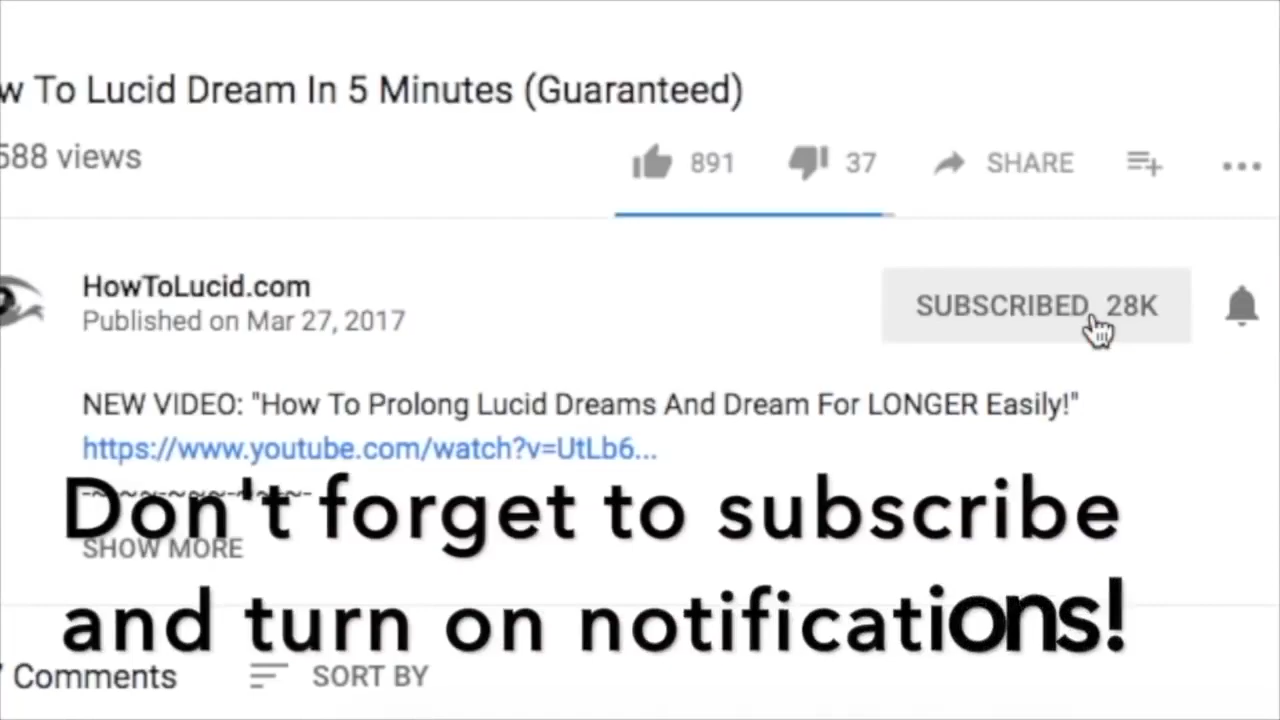 w To Lucid Dream In 5 Minutes (Guaranteed)
588 views
891 37 SHARE
HowToLucid.com
SUBSCRIBED 28K
Published on Mar 27, 2017
NEW VIDEO: "How To Prolong Lucid Dreams And Dream For LONGER Easily!"
https://www.youtube.com/watch?v=UtLb6...
Don't forget to subscribe
SHOW MORE
and turn on notifications!
Comments SORT BY